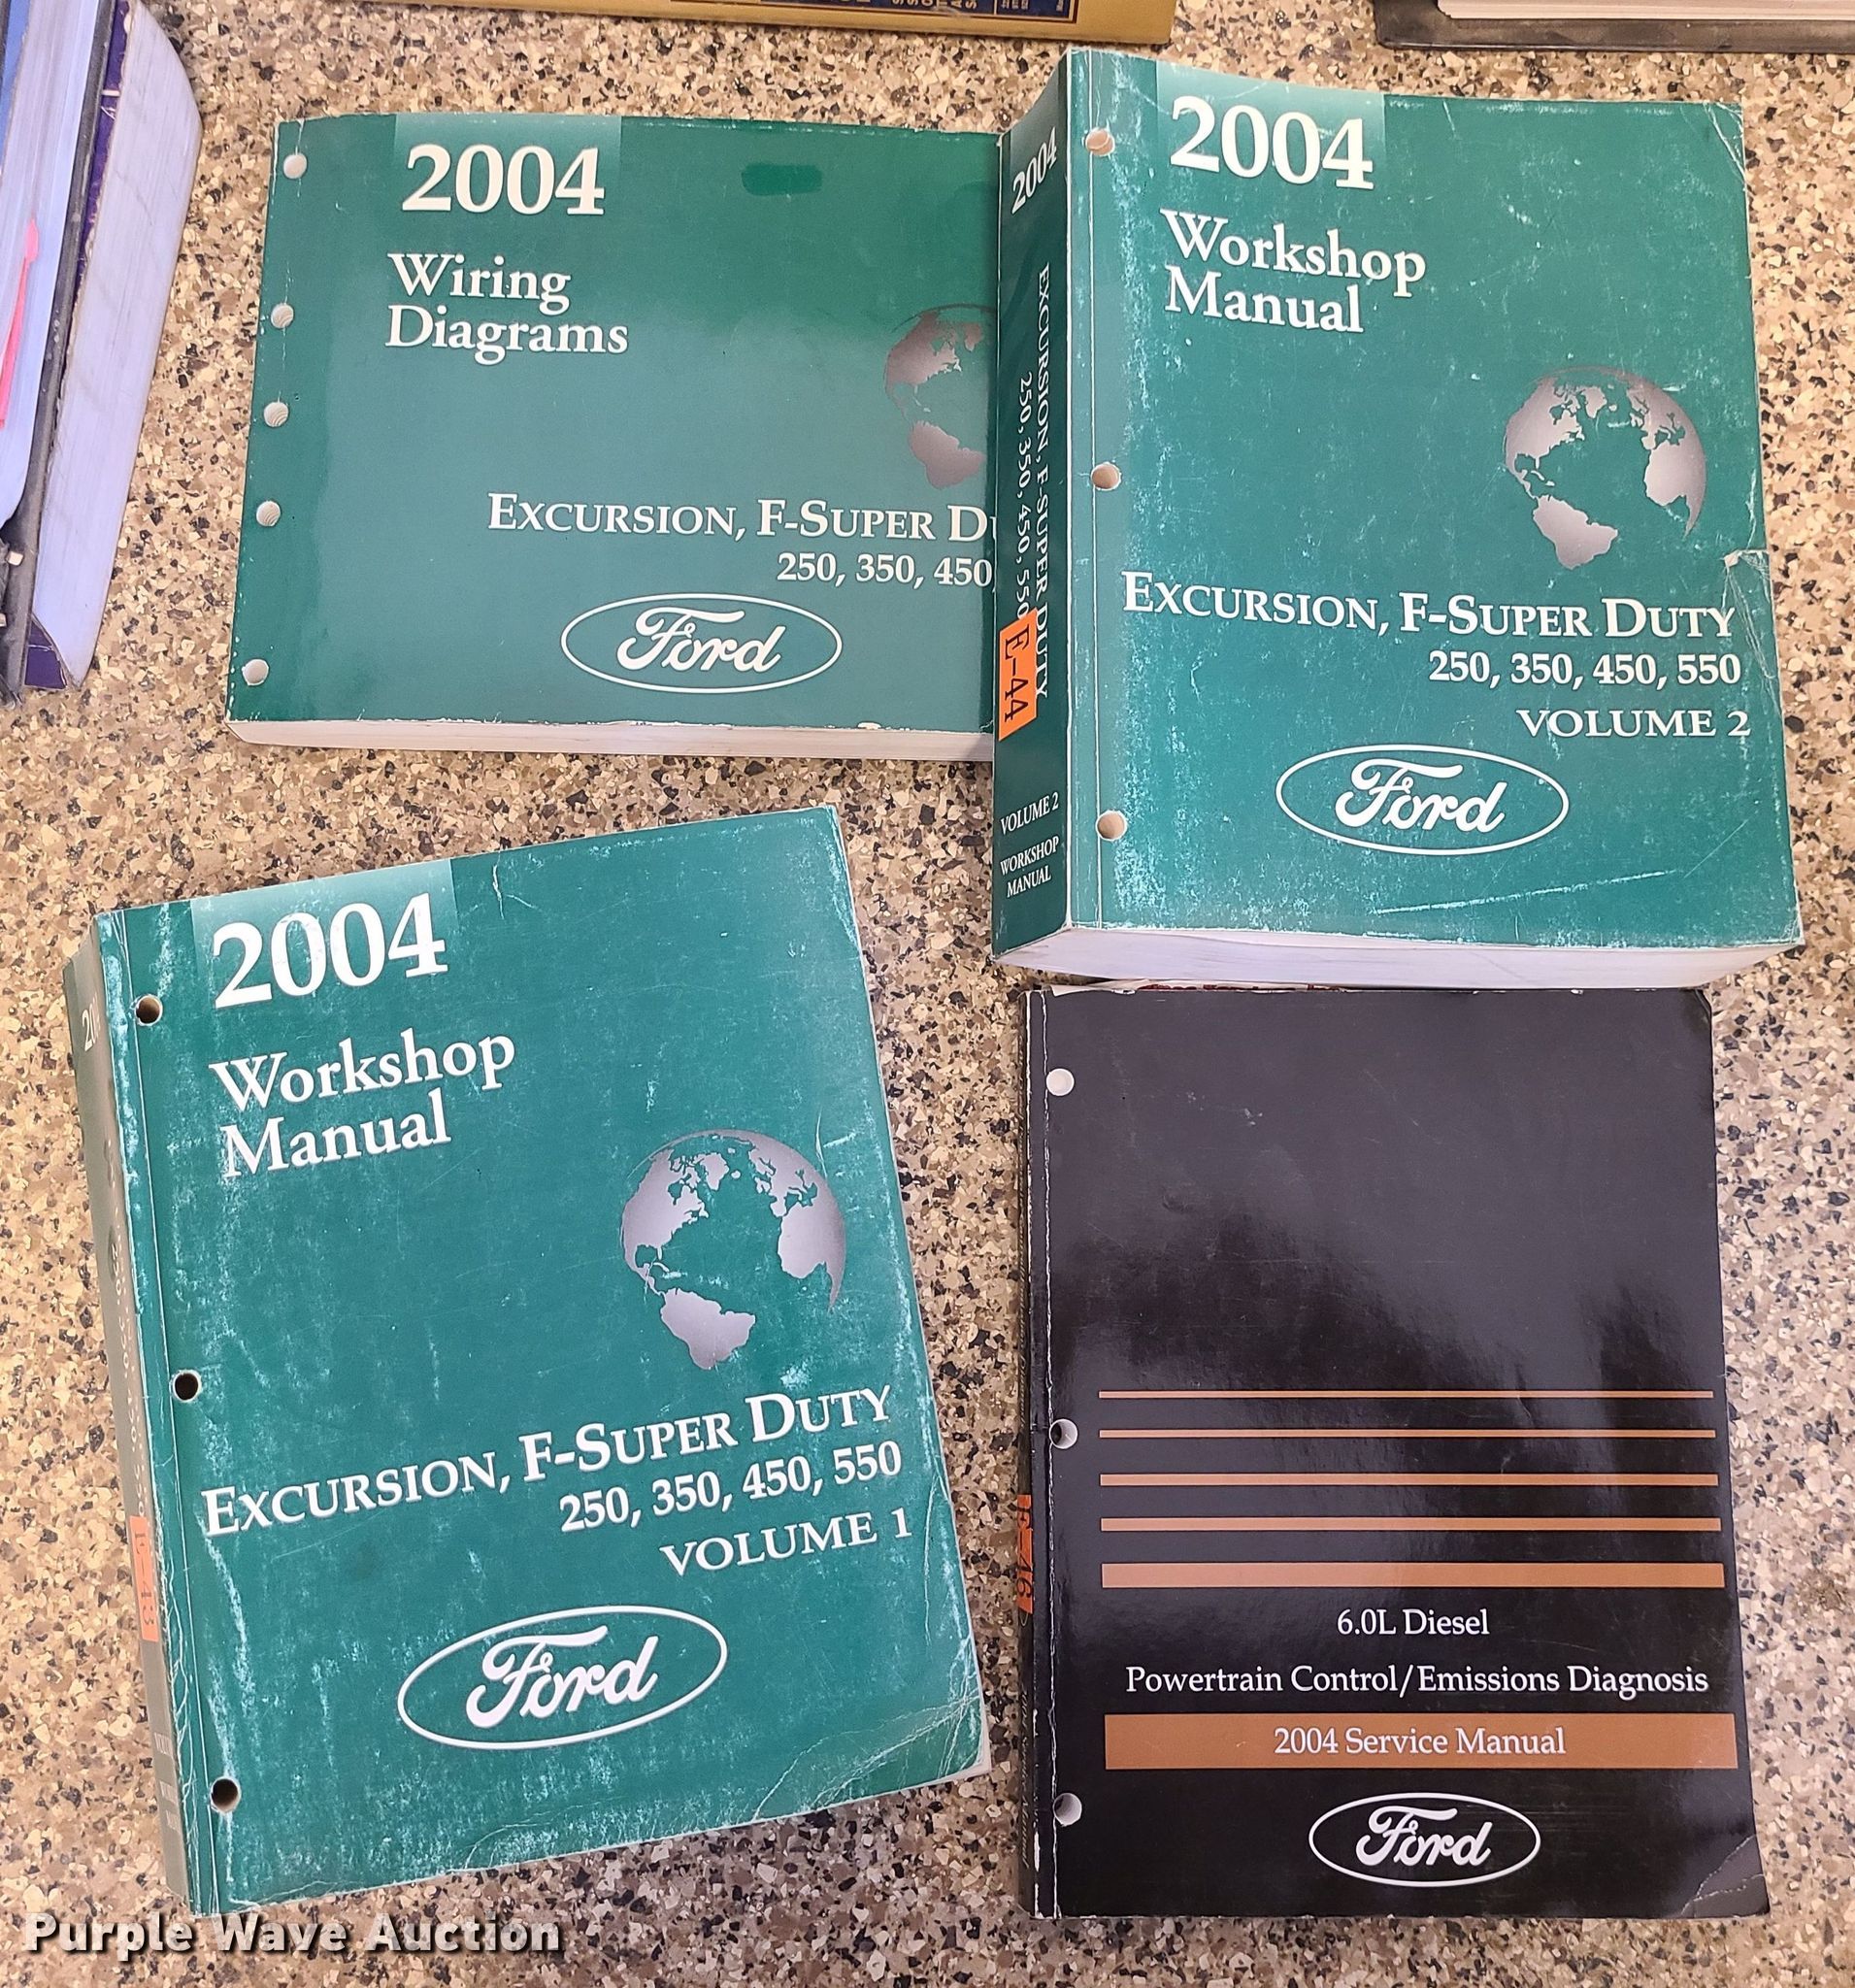 2004
Wiring
Diagrams
EXCURSION, F-SUPER
250, 350, 450,
Ford
2004
EXCURSION, F-SUPER DUTY
250, 350, 450, 550
E-44
VOLUME 2
WORKSHOP
MANUAL
2004
Workshop
Manual
EXCURSION, F-SUPER DUTY
250, 350, 450, 550
VOLUME 2
Ford
2004
Workshop
Manual
EXCURSION, F-SUPER DUTY
250, 350, 450, 550
VOLUME 1
Ford
6.0L Diesel
Powertrain Control/Emissions Diagnosis
2004 Service Manual
Ford
Purple Wave Auction